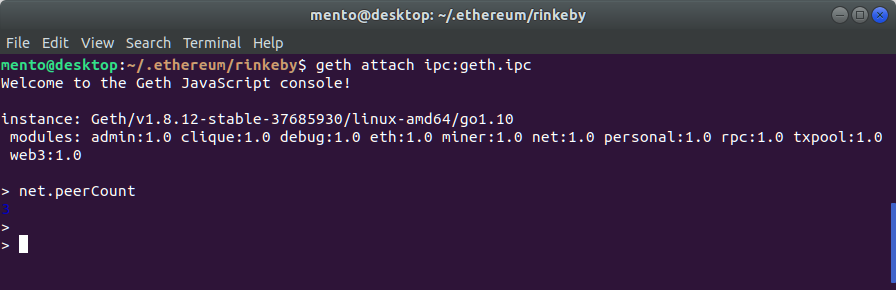 mento@desktop: ~/.ethereum/rinkeby
File Edit View Search Terminal Help
mento@desktop:~/.ethereum/rinkeby$ geth attach ipc:geth.ipc
Welcome to the Geth JavaScript console!
instance: Geth/v1.8.12-stable-37685930/linux-amd64/go1.10
modules: admin:1.0 clique:1.0 debug:1.0 eth:1.0 miner:1.0 net:1.0 personal:1.0 rpc:1.0 txpool:1.0
web3:1.0
> net.peerCount
3
>
>